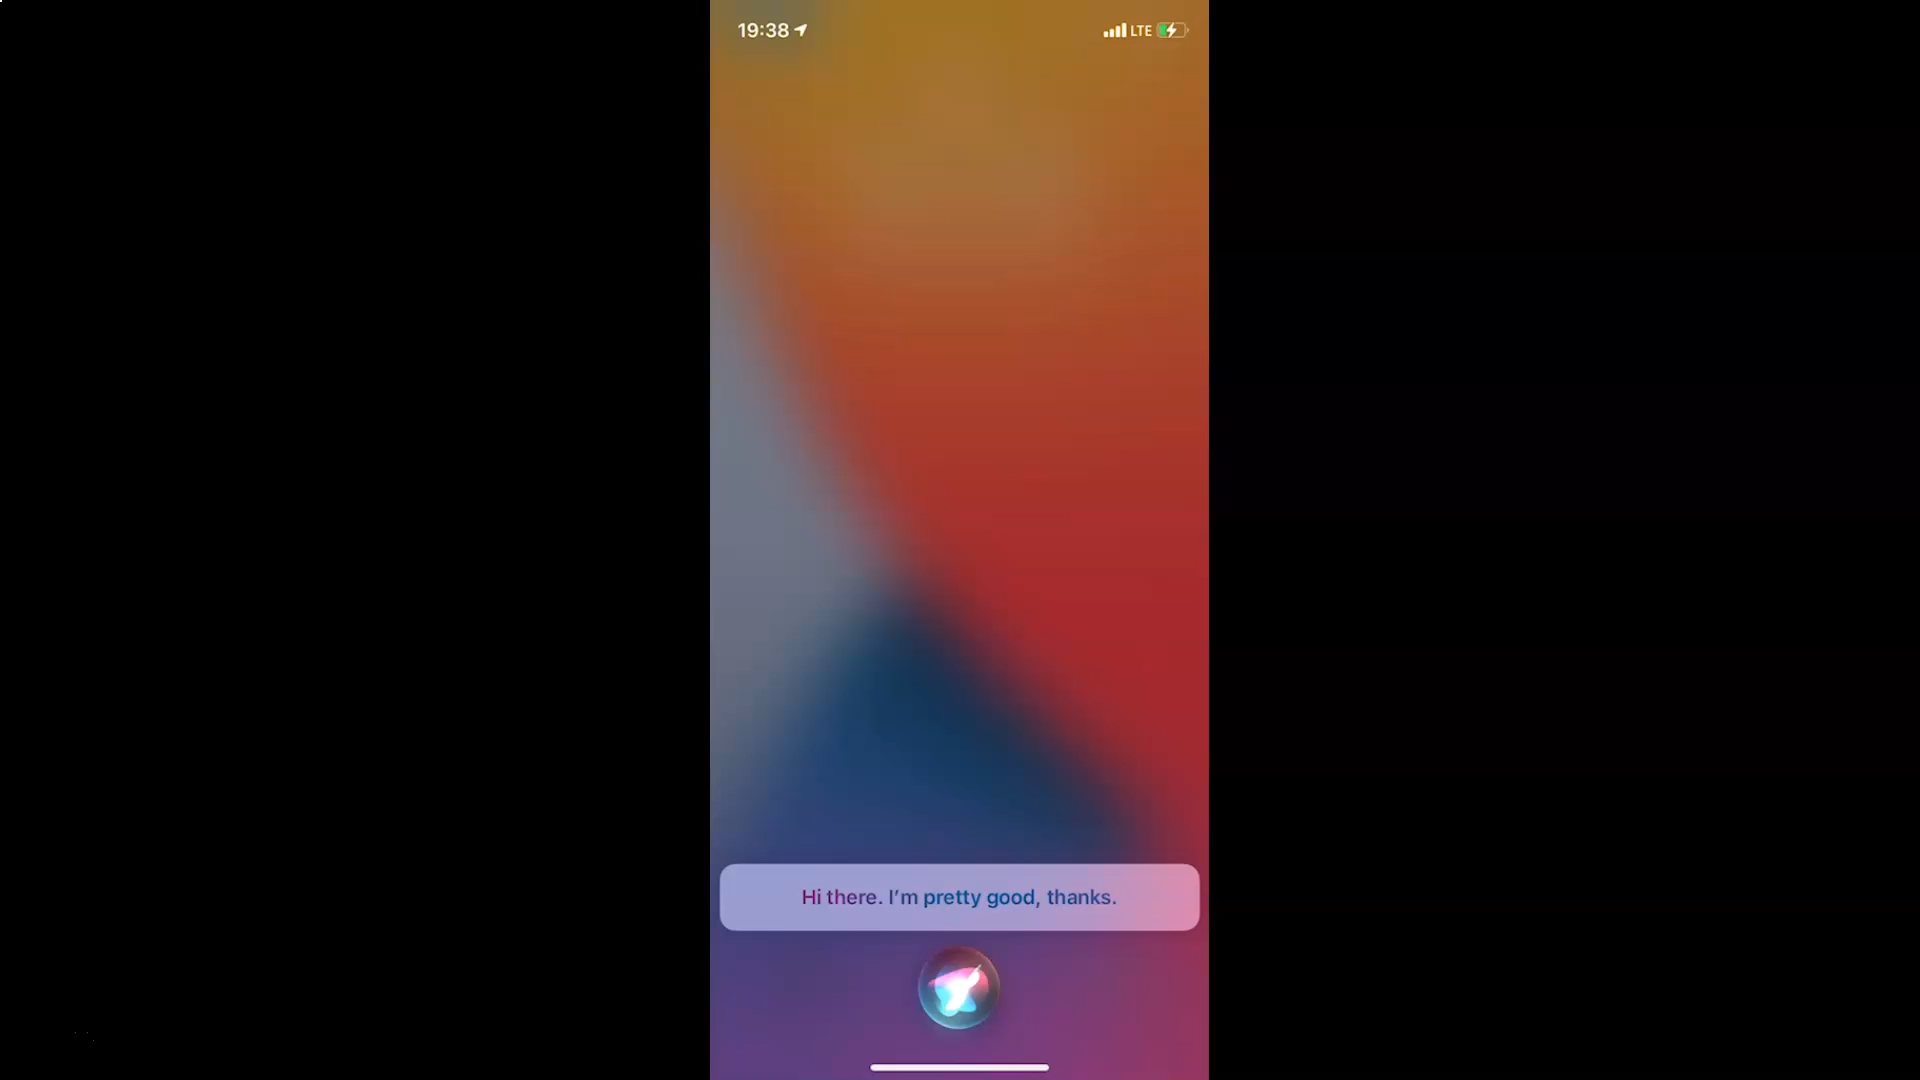 19:38
LTE
Hi there. I’m pretty good, thanks.